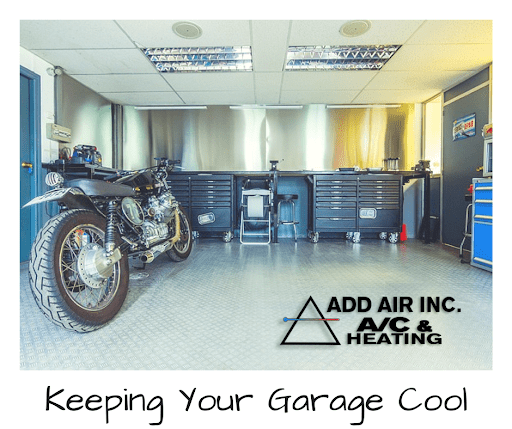 ADD AIR INC.
A/C &
HEATING
Keeping Your Garage Cool